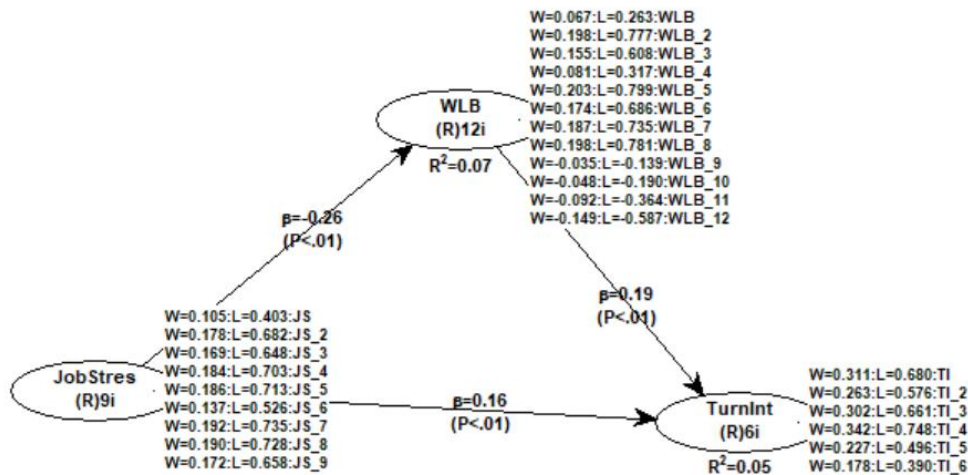 W=0.067:L=0.263:WLB
W=0.198:L=0.777:WLB_2
W=0.155:L=0.608:WLB_3
W=0.081:L=0.317:WLB_4
W=0.203:L=0.799:WLB_5
W=0.174:L=0.686:WLB_6
W=0.187:L=0.735:WLB_7
W=0.198:L=0.781:WLB_8
W=-0.035:L=-0.139:WLB_9
W=-0.048:L=-0.190:WLB_10
W=-0.092:L=-0.364:WLB_11
W=-0.149:L=-0.587:WLB_12
WLB
(R)12i
R²=0.07
β=-0.26
(P<.01)
β=0.19
(P<.01)
W=0.105:L=0.403:JS
W=0.178:L=0.682:JS_2
W=0.169:L=0.648:JS_3
W=0.184:L=0.703:JS_4
W=0.186:L=0.713:JS_5
W=0.137:L=0.526:JS_6
W=0.192:L=0.735:JS_7
W=0.190:L=0.728:JS_8
W=0.172:L=0.658:JS_9
JobStres
(R)9i
β=0.16
(P<.01)
TurnInt
(R)6i
R²=0.05
W=0.311:L=0.680:TI
W=0.263:L=0.576:TI_2
W=0.302:L=0.661:TI_3
W=0.342:L=0.748:TI_4
W=0.227:L=0.496:TI_5
W=0.178:L=0.390:TI_6